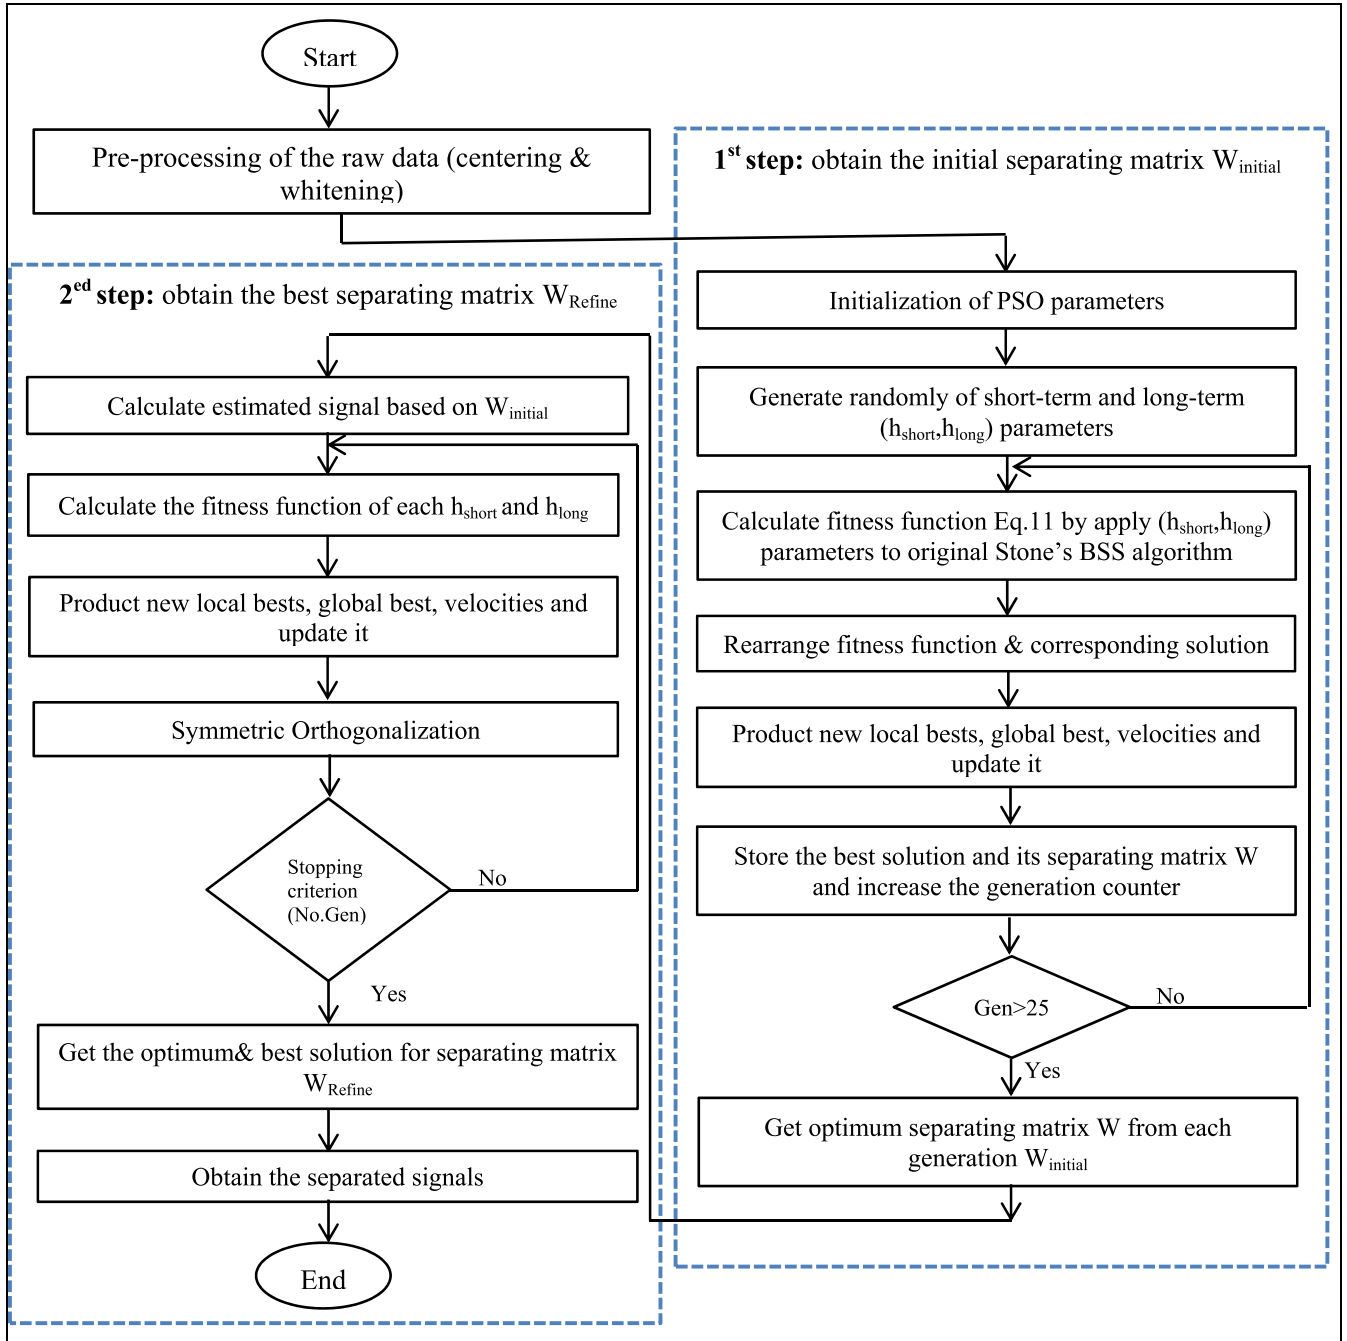 Start
Pre-processing of the raw data (centering &
whitening)
1st step: obtain the initial separating matrix Winitial
Initialization of PSO parameters
Generate randomly of short-term and long-term
(hshort,hlong) parameters
Calculate fitness function Eq.11 by apply (hshort,hlong)
parameters to original Stone’s BSS algorithm
Rearrange fitness function & corresponding solution
Product new local bests, global best, velocities and
update it
Store the best solution and its separating matrix W
and increase the generation counter
Gen>25
No
Yes
Get optimum separating matrix W from each
generation Winitial
2ed step: obtain the best separating matrix WRefine
Calculate estimated signal based on Winitial
Calculate the fitness function of each hshort and hlong
Product new local bests, global best, velocities and
update it
Symmetric Orthogonalization
Stopping
criterion
(No.Gen)
No
Yes
Get the optimum& best solution for separating matrix
WRefine
Obtain the separated signals
End